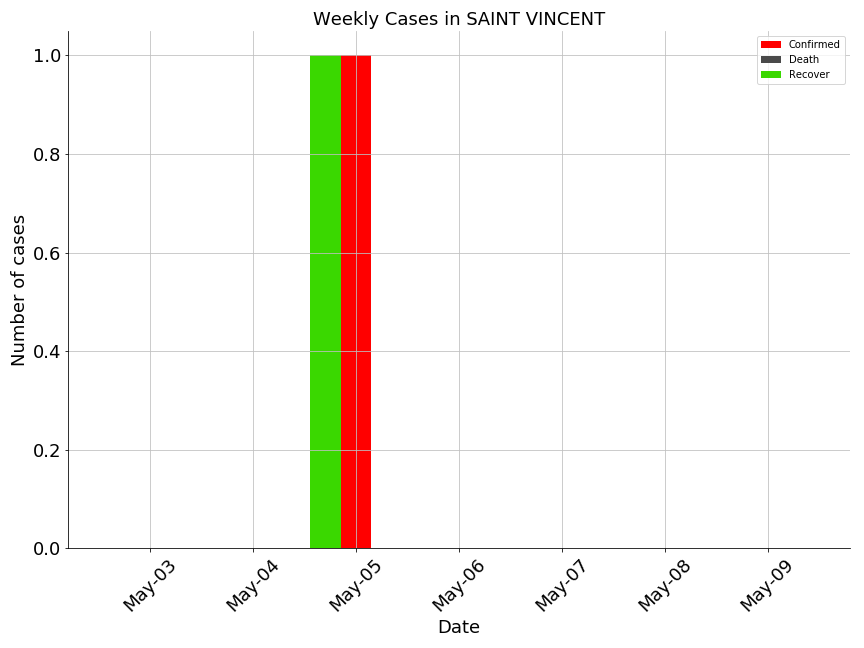 Weekly Cases in SAINT VINCENT
Confirmed
Death
Recover
Number of cases
1.0
0.8
0.6
0.4
0.2
0.0
May-03
May-04
May-05
May-06
May-07
May-08
May-09
Date